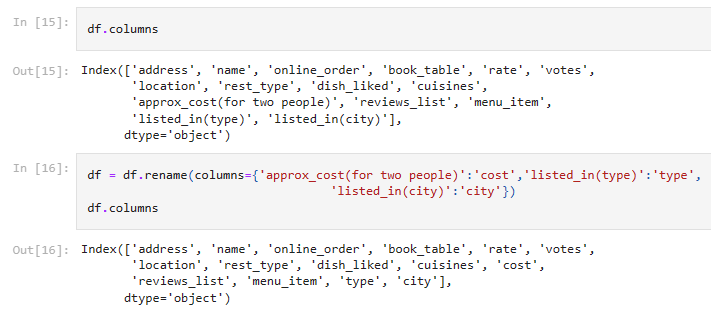 In [15]:
df.columns
Out[15]: Index(['address', 'name', 'online_order', 'book_table', 'rate', 'votes',
'location', 'rest_type', 'dish_liked', 'cuisines',
'approx_cost(for two people)', 'reviews_list', 'menu_item',
'listed_in(type)', 'listed_in(city)'],
dtype='object')
In [16]:
df = df.rename(columns={'approx_cost(for two people)':'cost','listed_in(type)':'type',
'listed_in(city)':'city'})
df.columns
Out[16]: Index(['address', 'name', 'online_order', 'book_table', 'rate', 'votes',
'location', 'rest_type', 'dish_liked', 'cuisines', 'cost',
'reviews_list', 'menu_item', 'type', 'city'],
dtype='object')